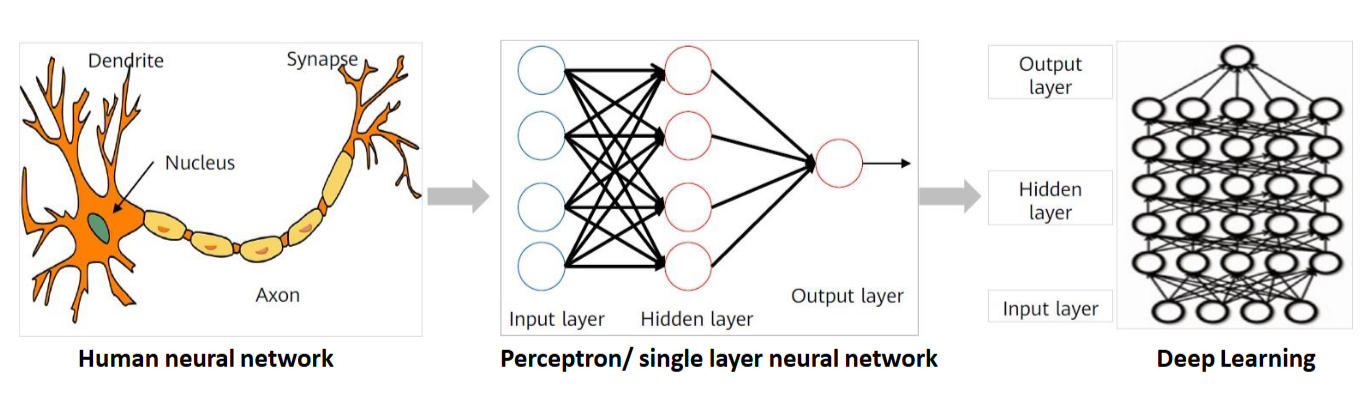 Dendrite
Synapse
Nucleus
Axon
Human neural network
Input layer
Hidden layer
Output layer
Perceptron/ single layer neural network
Output
layer
Hidden
layer
Input layer
Deep Learning